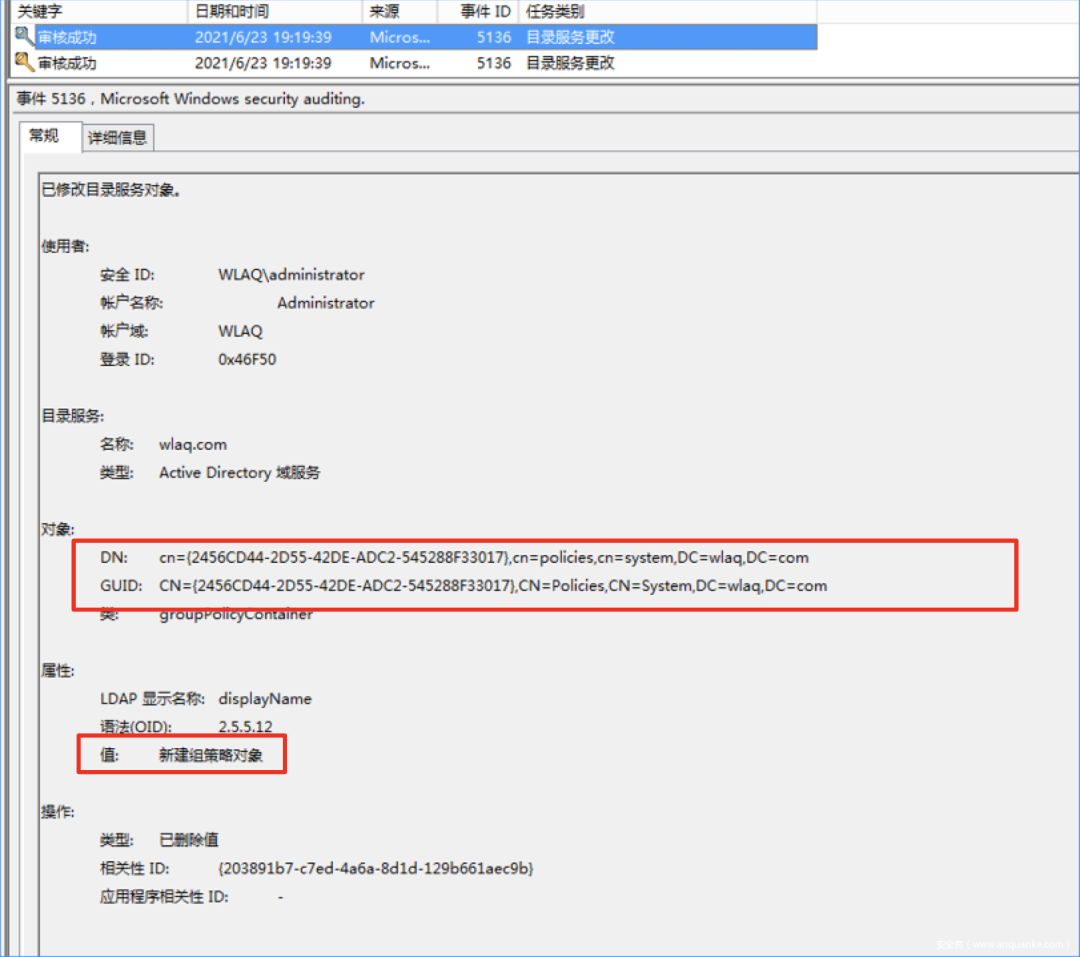 关键字 日期和时间 来源 事件 ID 任务类别
审核成功 2021/6/23 19:19:39 Micros... 5136 目录服务更改
审核成功 2021/6/23 19:19:39 Micros... 5136 目录服务更改
事件 5136，Microsoft Windows security auditing.
常规 详细信息
已修改目录服务对象。
使用者:
安全 ID: WLAQ\administrator
帐户名称: Administrator
帐户域: WLAQ
登录 ID: 0x46F50
目录服务:
名称: wlaq.com
类型: Active Directory 域服务
对象:
DN: cn={2456CD44-2D55-42DE-ADC2-545288F33017},cn=policies,cn=system,DC=wlaq,DC=com
GUID: CN={2456CD44-2D55-42DE-ADC2-545288F33017},CN=Policies,CN=System,DC=wlaq,DC=com
类: groupPolicyContainer
属性:
LDAP 显示名称: displayName
语法(OID): 2.5.5.12
值: 新建组策略对象
操作:
类型: 已删除值
相关性 ID: {203891b7-c7ed-4a6a-8d1d-129b661aec9b}
应用程序相关性 ID: -